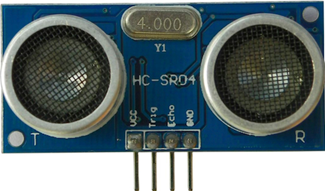 4.000
Y1
HC-SR04
T
Vcc
Trig
Echo
GND
R